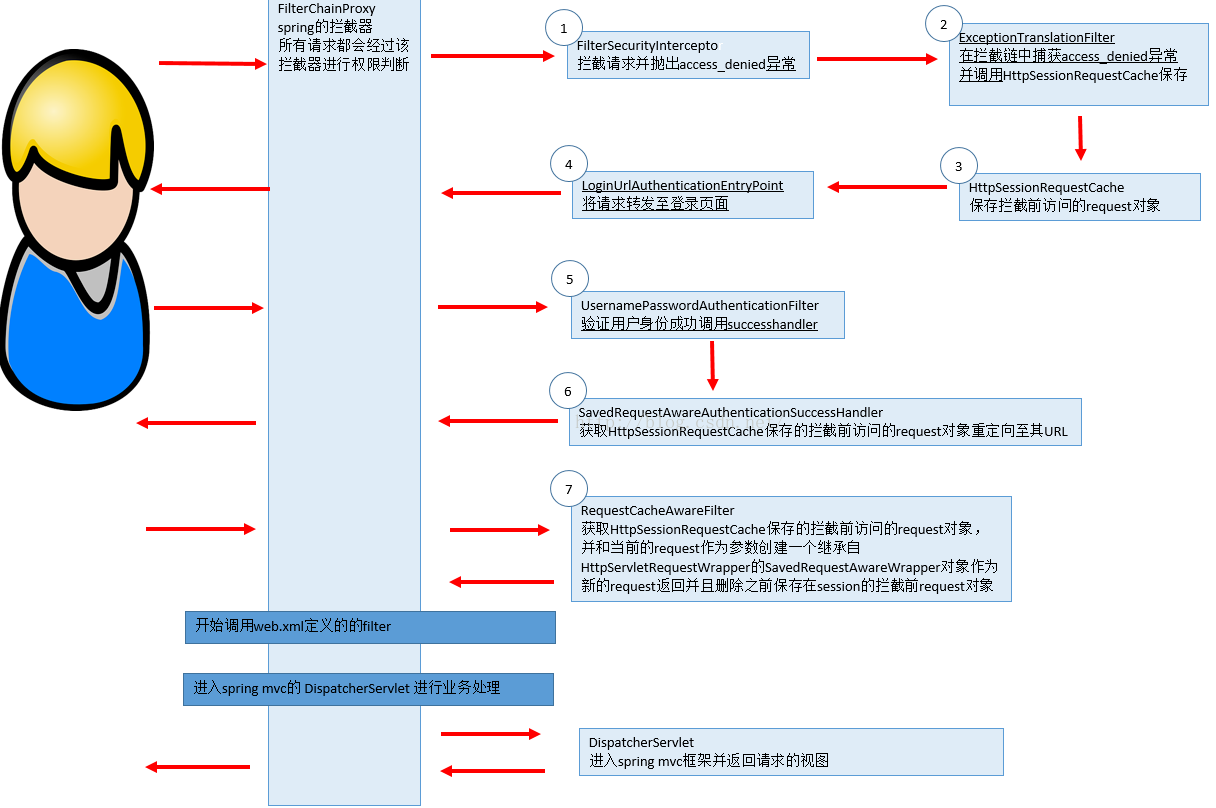 FilterChainProxy
spring的拦截器
所有请求都会经过该
拦截器进行权限判断
1
FilterSecurityIntercepto
拦截请求并抛出access_denied异常
2
ExceptionTranslationFilter
在拦截链中捕获access_denied异常
并调用HttpSessionRequestCache保存
3
HttpSessionRequestCache
保存拦截前访问的request对象
4
LoginUrlAuthenticationEntryPoint
将请求转发至登录页面
5
UsernamePasswordAuthenticationFilter
验证用户身份成功调用successhandler
6
SavedRequestAwareAuthenticationSuccessHandler
获取HttpSessionRequestCache保存的拦截前访问的request对象重定向至其URL
http://blog.csdn.net
7
RequestCacheAwareFilter
获取HttpSessionRequestCache保存的拦截前访问的request对象，
并和当前的request作为参数创建一个继承自
HttpServletRequestWrapper的SavedRequestAwareWrapper对象作为
新的request返回并且删除之前保存在session的拦截前request对象
开始调用web.xml定义的的filter
进入spring mvc的 DispatcherServlet 进行业务处理
DispatcherServlet
进入spring mvc框架并返回请求的视图